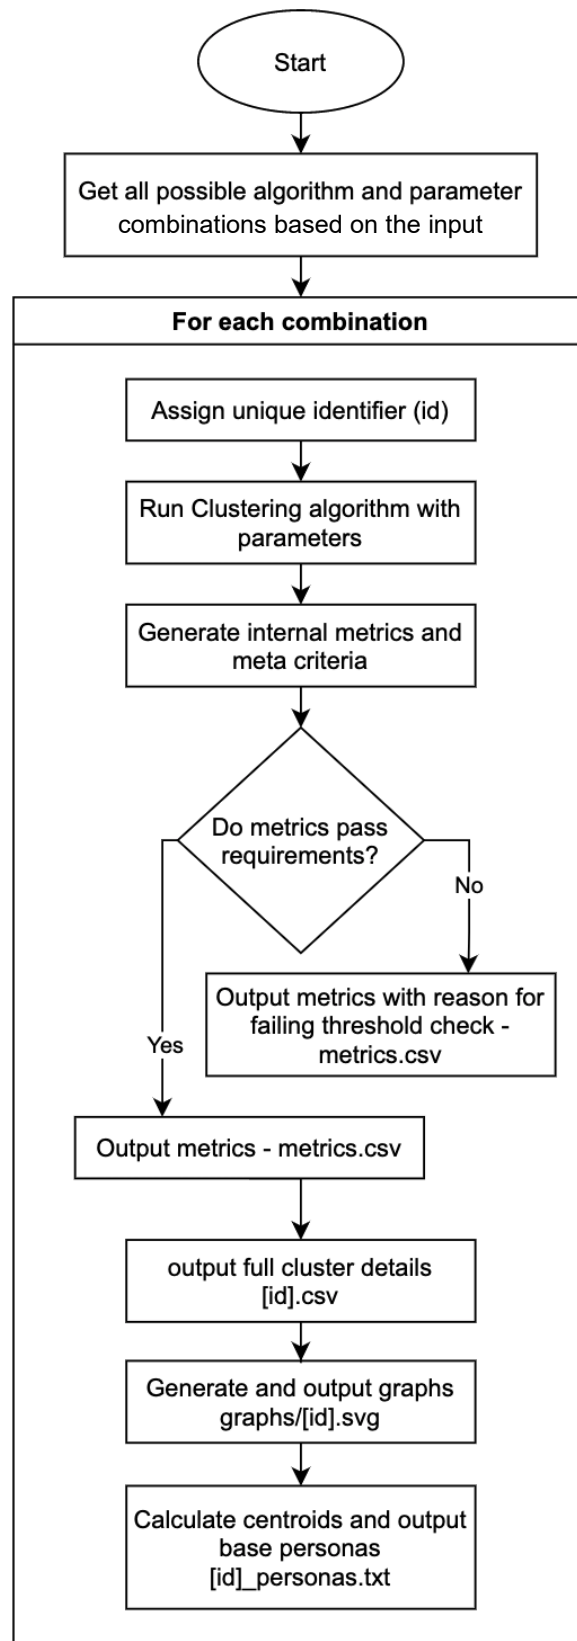 Start
Get all possible algorithm and parameter
combinations based on the input
For each combination
Assign unique identifier (id)
Run Clustering algorithm with
parameters
Generate internal metrics and
meta criteria
Do metrics pass
requirements?
No
Output metrics with reason for
failing threshold check -
metrics.csv
Yes
Output metrics - metrics.csv
output full cluster details
[id].csv
Generate and output graphs
graphs/[id].svg
Calculate centroids and output
base personas
[id]_personas.txt